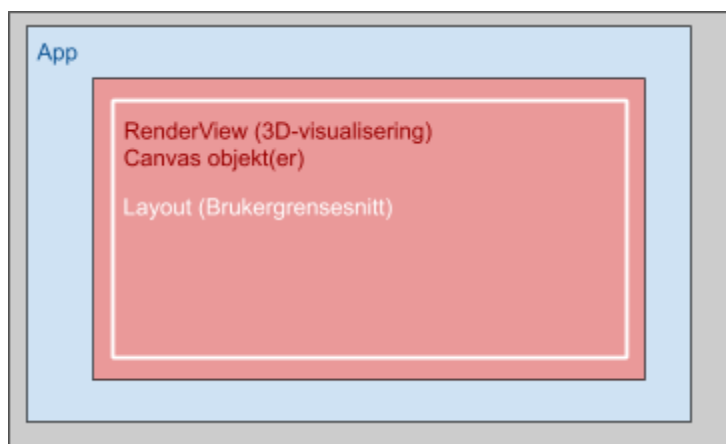 App
RenderView (3D-visualisering)
Canvas objekt(er)
Layout (Brukergrensesnitt)